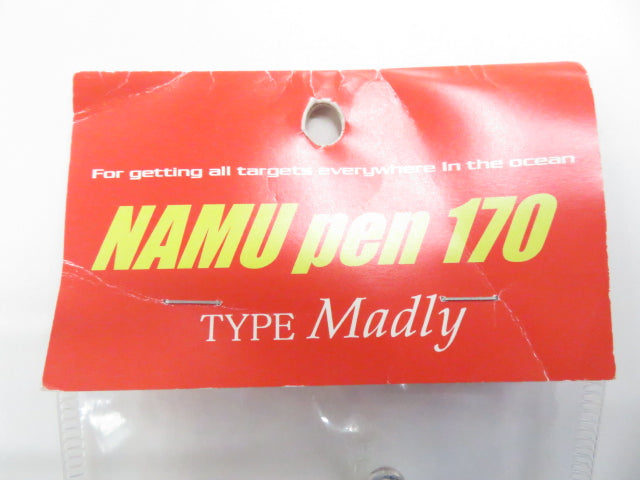 For getting all targets everywhere in the ocean
NAMU pen 170
TYPE Madly